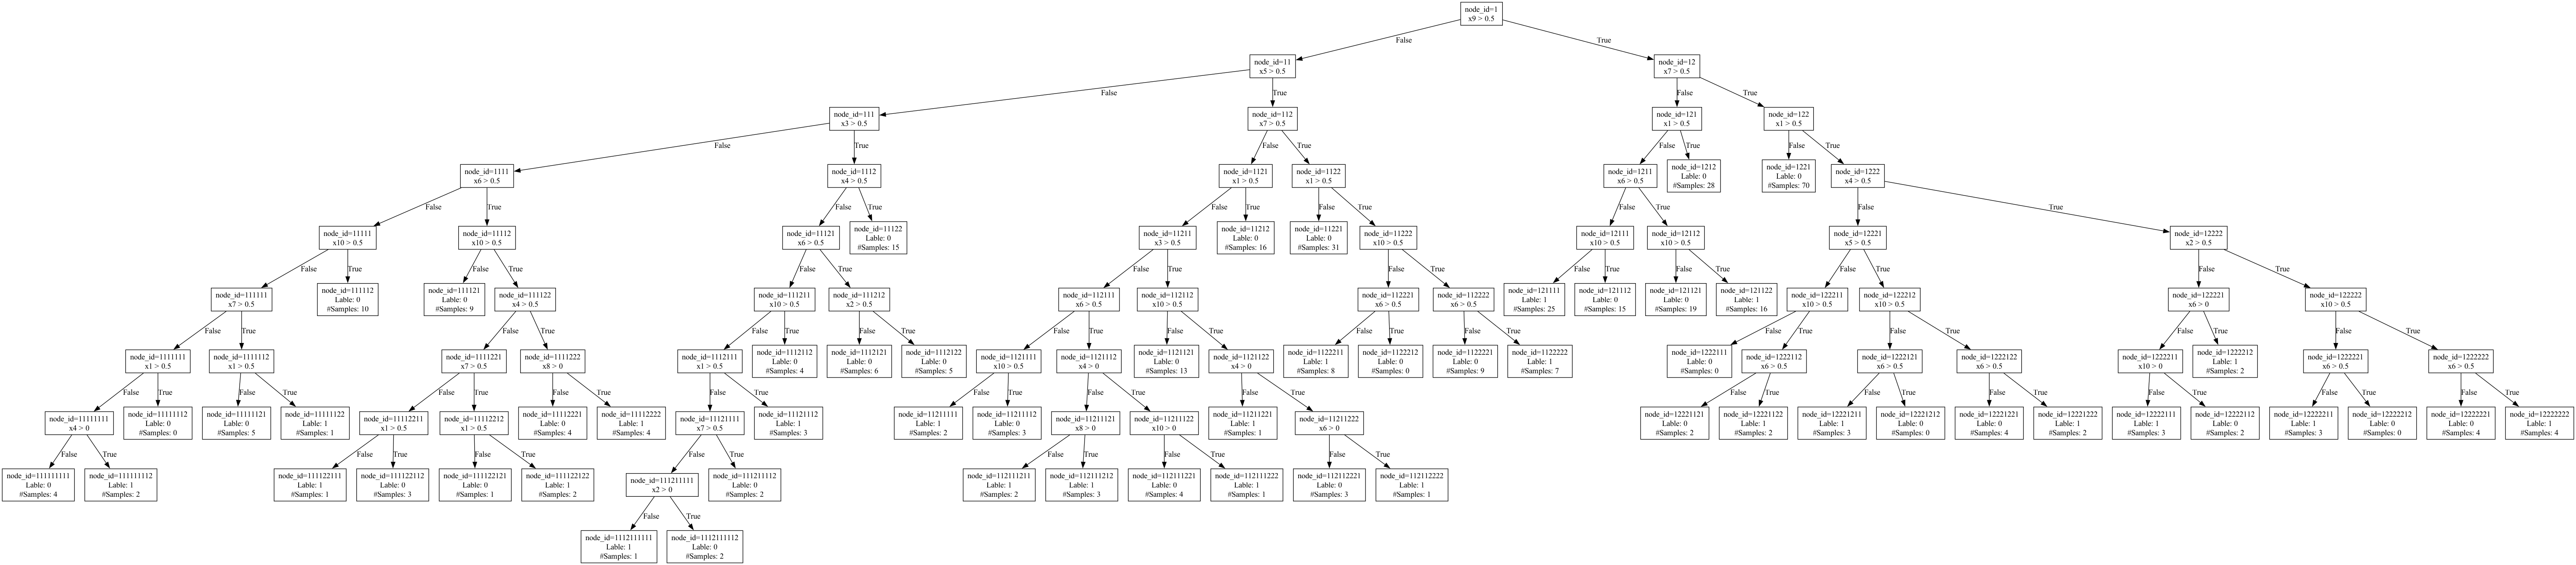 node_id=1
x9 > 0.5
False
True
node_id=11
x5 > 0.5
node_id=12
x7 > 0.5
False
True
False
True
node_id=111
x3 > 0.5
node_id=112
x7 > 0.5
node_id=121
x1 > 0.5
node_id=122
x1 > 0.5
False
True
False
True
False
True
False
True
node_id=1111
x6 > 0.5
node_id=1112
x4 > 0.5
node_id=1121
x1 > 0.5
node_id=1122
x1 > 0.5
node_id=1211
x6 > 0.5
node_id=1212
Lable: 0
#Samples: 28
node_id=1221
Lable: 0
#Samples: 70
node_id=1222
x4 > 0.5
False
True
False
True
False
True
False
True
False
True
False
True
node_id=11111
x10 > 0.5
node_id=11112
x10 > 0.5
node_id=11121
x6 > 0.5
node_id=11122
Lable: 0
#Samples: 15
node_id=11211
x3 > 0.5
node_id=11212
Lable: 0
#Samples: 16
node_id=11221
Lable: 0
#Samples: 31
node_id=11222
x10 > 0.5
node_id=12111
x10 > 0.5
node_id=12112
x10 > 0.5
node_id=12221
x5 > 0.5
node_id=12222
x2 > 0.5
False
True
False
True
False
True
False
True
False
True
False
True
False
True
False
True
False
True
node_id=111111
x7 > 0.5
node_id=111112
Lable: 0
#Samples: 10
node_id=111121
Lable: 0
#Samples: 9
node_id=111122
x4 > 0.5
node_id=111211
x10 > 0.5
node_id=111212
x2 > 0.5
node_id=112111
x6 > 0.5
node_id=112112
x10 > 0.5
node_id=112221
x6 > 0.5
node_id=112222
x6 > 0.5
node_id=121111
Lable: 1
#Samples: 25
node_id=121112
Lable: 0
#Samples: 15
node_id=121121
Lable: 0
#Samples: 19
node_id=121122
Lable: 1
#Samples: 16
node_id=122211
x10 > 0.5
node_id=122212
x10 > 0.5
node_id=122221
x6 > 0
node_id=122222
x10 > 0.5
False
True
False
True
False
True
False
True
False
True
False
True
False
True
False
True
False
True
False
True
False
True
False
True
False
True
node_id=1111111
x1 > 0.5
node_id=1111112
x1 > 0.5
node_id=1111221
x7 > 0.5
node_id=1111222
x8 > 0
node_id=1112111
x1 > 0.5
node_id=1112112
Lable: 0
#Samples: 4
node_id=1112121
Lable: 0
#Samples: 6
node_id=1112122
Lable: 0
#Samples: 5
node_id=1121111
x10 > 0.5
node_id=1121112
x4 > 0
node_id=1121121
Lable: 0
#Samples: 13
node_id=1121122
x4 > 0
node_id=1122211
Lable: 1
#Samples: 8
node_id=1122212
Lable: 0
#Samples: 0
node_id=1122221
Lable: 0
#Samples: 9
node_id=1122222
Lable: 1
#Samples: 7
node_id=1222111
Lable: 0
#Samples: 0
node_id=1222112
x6 > 0.5
node_id=1222121
x6 > 0.5
node_id=1222122
x6 > 0.5
node_id=1222211
x10 > 0
node_id=1222212
Lable: 1
#Samples: 2
node_id=1222221
x6 > 0.5
node_id=1222222
x6 > 0.5
False
True
False
True
False
True
False
True
False
True
False
True
False
True
False
True
False
True
False
True
False
True
False
True
False
True
False
True
node_id=11111111
x4 > 0
node_id=11111112
Lable: 0
#Samples: 0
node_id=11111121
Lable: 0
#Samples: 5
node_id=11111122
Lable: 1
#Samples: 1
node_id=11112211
x1 > 0.5
node_id=11112212
x1 > 0.5
node_id=11112221
Lable: 0
#Samples: 4
node_id=11112222
Lable: 1
#Samples: 4
node_id=11121111
x7 > 0.5
node_id=11121112
Lable: 1
#Samples: 3
node_id=11211111
Lable: 1
#Samples: 2
node_id=11211112
Lable: 0
#Samples: 3
node_id=11211121
x8 > 0
node_id=11211122
x10 > 0
node_id=11211221
Lable: 1
#Samples: 1
node_id=11211222
x6 > 0
node_id=12221121
Lable: 0
#Samples: 2
node_id=12221122
Lable: 1
#Samples: 2
node_id=12221211
Lable: 1
#Samples: 3
node_id=12221212
Lable: 0
#Samples: 0
node_id=12221221
Lable: 0
#Samples: 4
node_id=12221222
Lable: 1
#Samples: 2
node_id=12222111
Lable: 1
#Samples: 3
node_id=12222112
Lable: 0
#Samples: 2
node_id=12222211
Lable: 1
#Samples: 3
node_id=12222212
Lable: 0
#Samples: 0
node_id=12222221
Lable: 0
#Samples: 4
node_id=12222222
Lable: 1
#Samples: 4
False
True
False
True
False
True
False
True
False
True
False
True
False
True
node_id=111111111
Lable: 0
#Samples: 4
node_id=111111112
Lable: 1
#Samples: 2
node_id=111122111
Lable: 1
#Samples: 1
node_id=111122112
Lable: 0
#Samples: 3
node_id=111122121
Lable: 0
#Samples: 1
node_id=111122122
Lable: 1
#Samples: 2
node_id=111211111
x2 > 0
node_id=111211112
Lable: 0
#Samples: 2
node_id=112111211
Lable: 1
#Samples: 2
node_id=112111212
Lable: 1
#Samples: 3
node_id=112111221
Lable: 0
#Samples: 4
node_id=112111222
Lable: 1
#Samples: 1
node_id=112112221
Lable: 0
#Samples: 3
node_id=112112222
Lable: 1
#Samples: 1
False
True
node_id=1112111111
Lable: 1
#Samples: 1
node_id=1112111112
Lable: 0
#Samples: 2